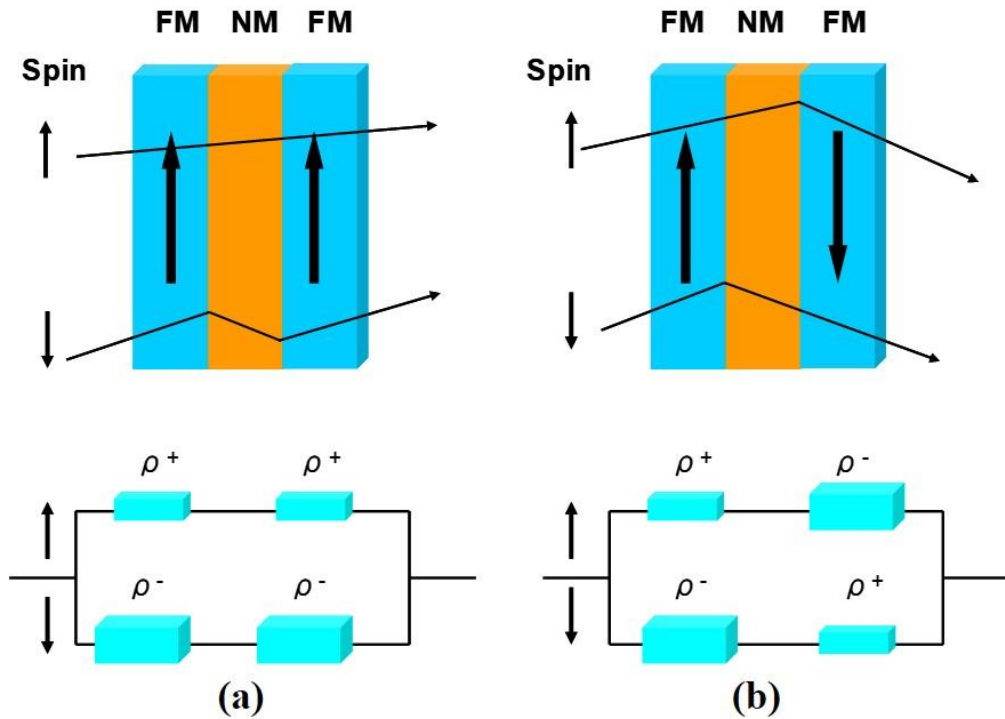 FM NM FM
Spin
FM NM FM
Spin
ρ+ ρ+
ρ- ρ-
(a)
ρ+ ρ-
ρ- ρ+
(b)